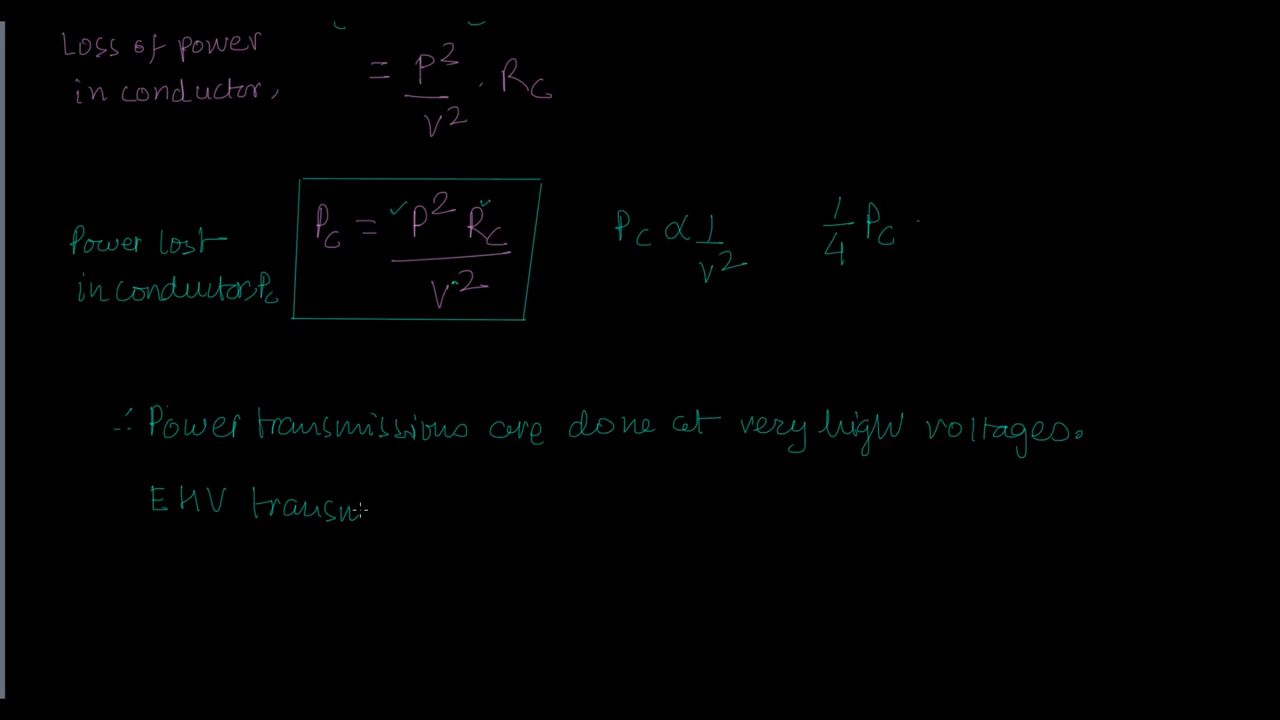 Loss of power
in conductor,
= P²/V² . R_C
Power lost
in conductor, P_C
P_C = P² R_C / V²
P_C ∝ 1/V²
1/4 P_C
∴ Power transmissions are done at very high voltages.
EHV transm